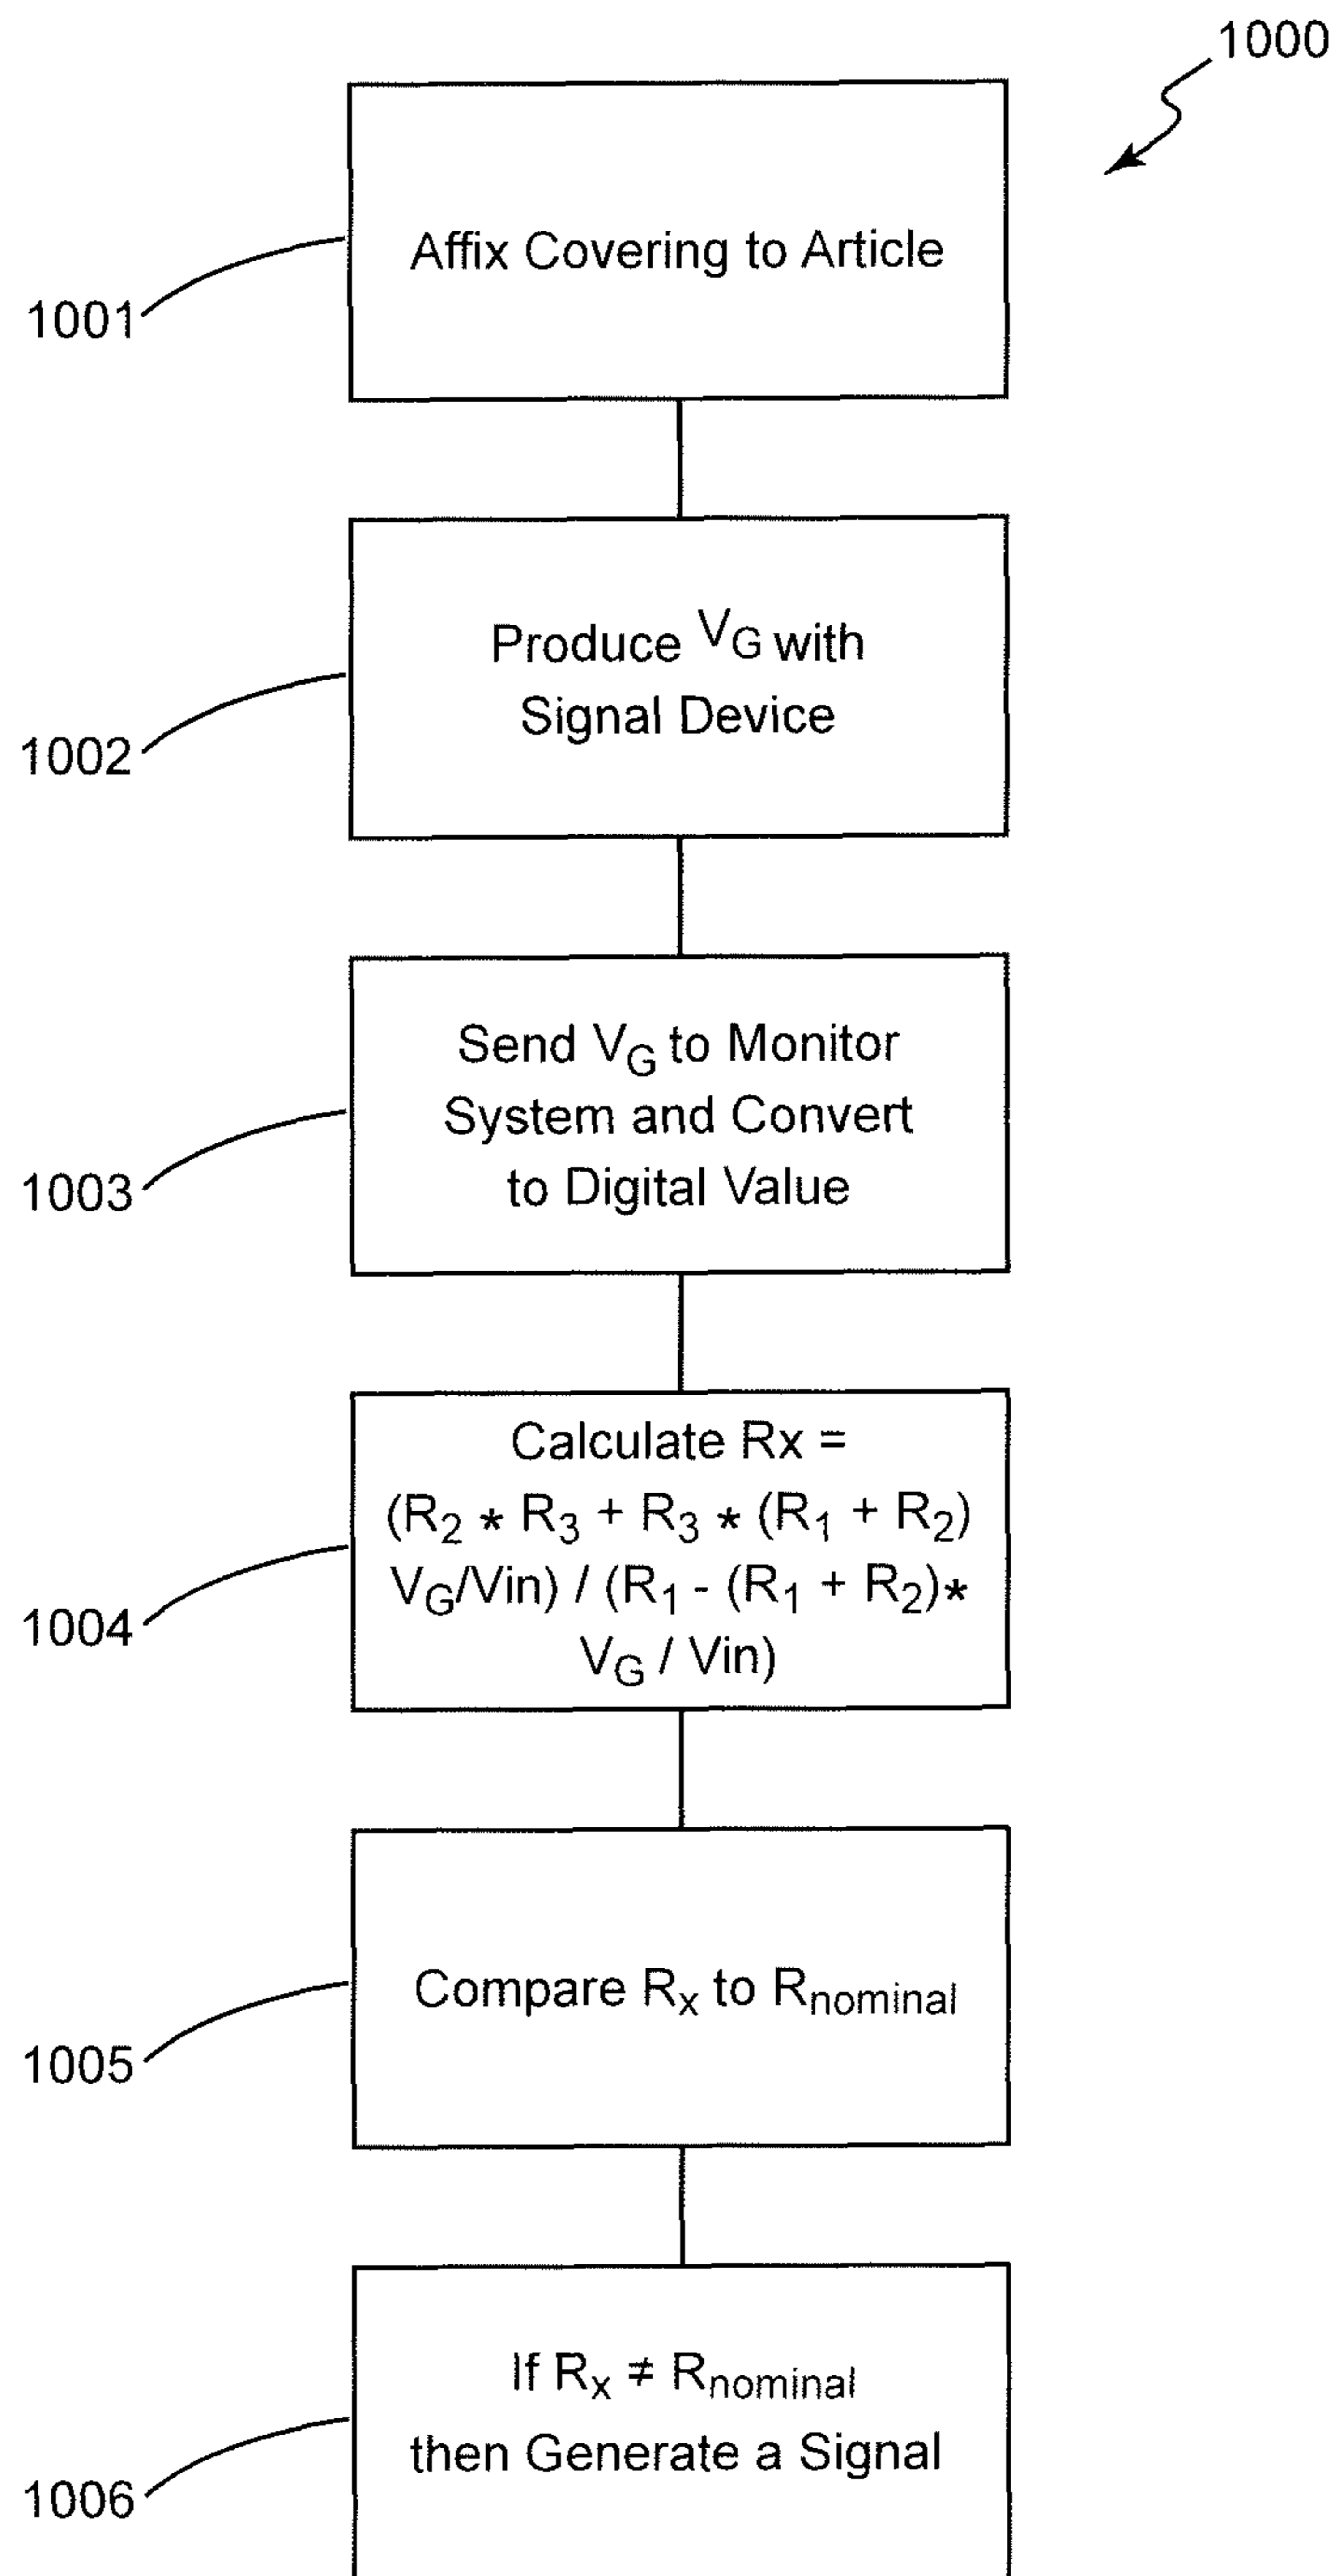 1000
Affix Covering to Article
1001
Produce VG with
Signal Device
1002
Send VG to Monitor
System and Convert
to Digital Value
1003
Calculate Rx =
(R2 * R3 + R3 * (R1 + R2)
VG/Vin) / (R1 - (R1 + R2)*
VG / Vin)
1004
Compare Rx to Rnominal
1005
If Rx ≠ Rnominal
then Generate a Signal
1006